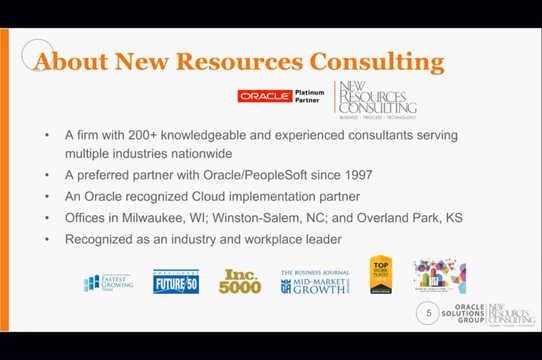 About New Resources Consulting
ORACLE
Platinum
Partner
NEW
RESOURCES
CONSULTING
BUSINESS • PROCESS • TECHNOLOGY
• A firm with 200+ knowledgeable and experienced consultants serving
multiple industries nationwide
• A preferred partner with Oracle/PeopleSoft since 1997
• An Oracle recognized Cloud implementation partner
• Offices in Milwaukee, WI; Winston-Salem, NC; and Overland Park, KS
• Recognized as an industry and workplace leader
FASTEST
GROWING
FUTURE 50
Inc.
5000
THE BUSINESS JOURNAL
MID-MARKET
GROWTH
TOP
WORK
PLACES
5
ORACLE
SOLUTIONS
GROUP
NEW
RESOURCES
CONSULTING